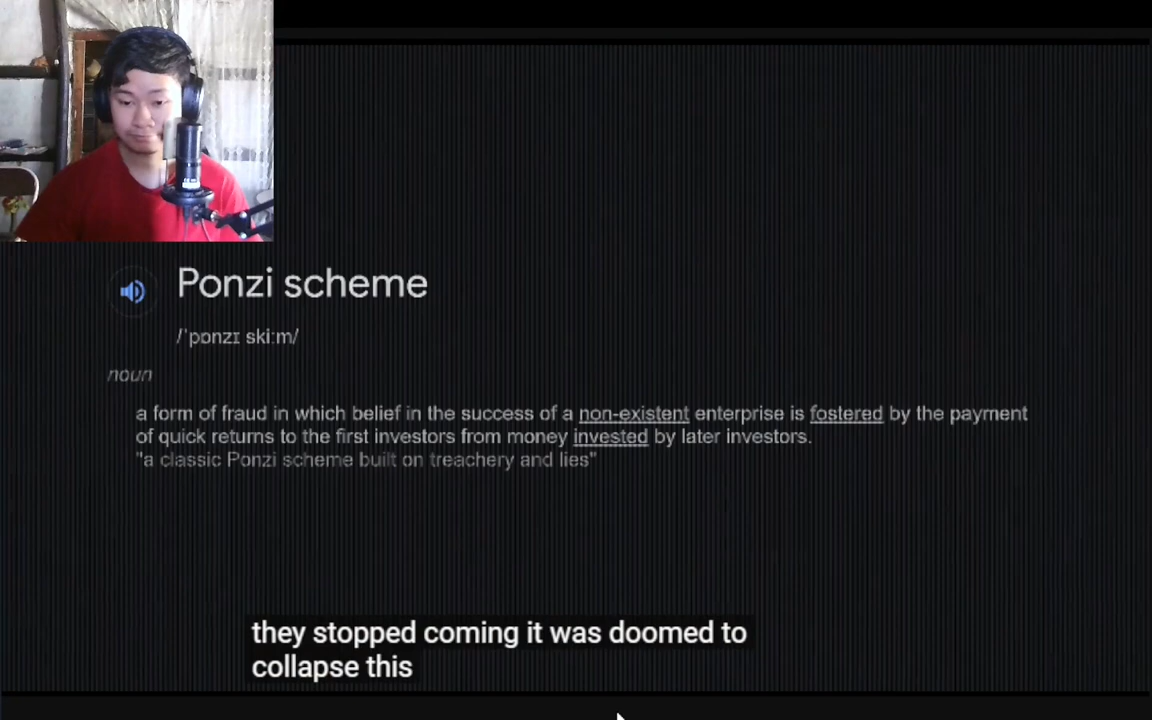 Ponzi scheme
/ˈpɒnzɪ skiːm/
noun
a form of fraud in which belief in the success of a non-existent enterprise is fostered by the payment
of quick returns to the first investors from money invested by later investors.
"a classic Ponzi scheme built on treachery and lies"
they stopped coming it was doomed to
collapse this